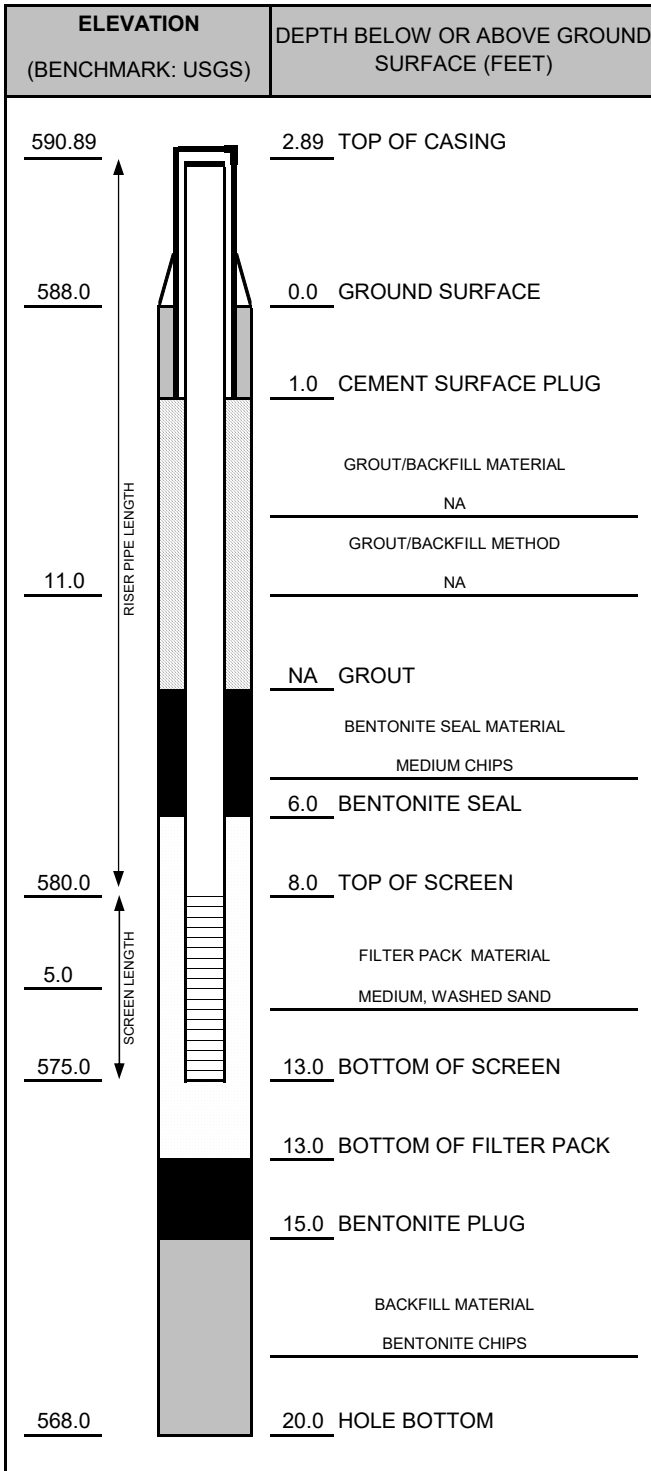 ELEVATION
(BENCHMARK: USGS)
DEPTH BELOW OR ABOVE GROUND
SURFACE (FEET)
590.89
2.89 TOP OF CASING
588.0
0.0 GROUND SURFACE
1.0 CEMENT SURFACE PLUG
GROUT/BACKFILL MATERIAL
NA
GROUT/BACKFILL METHOD
RISER PIPE LENGTH
11.0
NA
NA GROUT
BENTONITE SEAL MATERIAL
MEDIUM CHIPS
6.0 BENTONITE SEAL
580.0
8.0 TOP OF SCREEN
SCREEN LENGTH
FILTER PACK MATERIAL
5.0
MEDIUM, WASHED SAND
575.0
13.0 BOTTOM OF SCREEN
13.0 BOTTOM OF FILTER PACK
15.0 BENTONITE PLUG
BACKFILL MATERIAL
BENTONITE CHIPS
568.0
20.0 HOLE BOTTOM